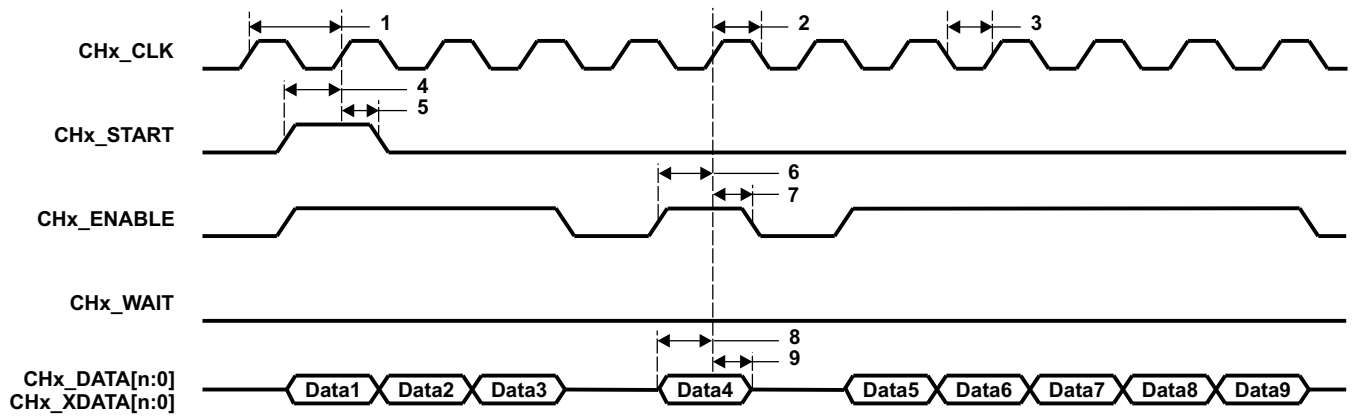 1
2
3
CHx_CLK
4
5
CHx_START
6
7
CHx_ENABLE
CHx_WAIT
8
9
CHx_DATA[n:0]
CHx_XDATA[n:0]
Data1 Data2 Data3 Data4 Data5 Data6 Data7 Data8 Data9